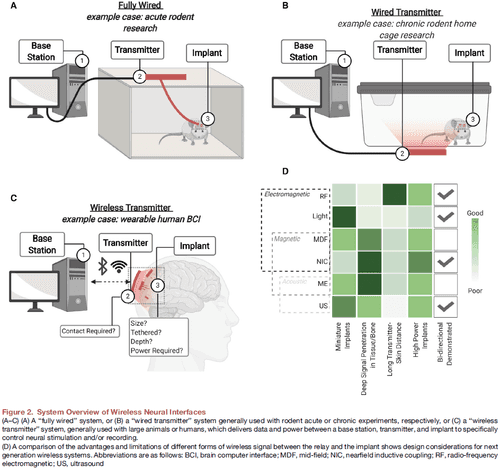 A
Fully Wired
example case: acute rodent
research
Base
Station
1
Transmitter
2
Implant
3
B
Wired Transmitter
example case: chronic rodent home
cage research
Base
Station
1
Transmitter
2
Implant
3
C
Wireless Transmitter
example case: wearable human BCI
Base
Station
1
Transmitter
2
Implant
3
Contact Required?
Size?
Tethered?
Depth?
Power Required?
D
Electromagnetic
Magnetic
Acoustic
RF
Light
MDF
NIC
ME
US
Miniature
Implants
Deep Signal Penetration
in Tissue/Bone
Long Transmitter-
Skin Distance
High Power
Implants
Bi-directional
Demonstrated
Good
Poor
Figure 2. System Overview of Wireless Neural Interfaces
(A–C) (A) A “fully wired” system, or (B) a “wired transmitter” system generally used with rodent acute or chronic experiments, respectively, or (C) a “wireless
transmitter” system, generally used with large animals or humans, which delivers data and power between a base station, transmitter, and implant to specifically
control neural stimulation and/or recording.
(D) A comparison of the advantages and limitations of different forms of wireless signal between the relay and the implant shows design considerations for next
generation wireless systems. Abbreviations are as follows: BCI, brain computer interface; MDF, mid-field; NIC, nearfield inductive coupling; RF, radio-frequency
electromagnetic; US, ultrasound